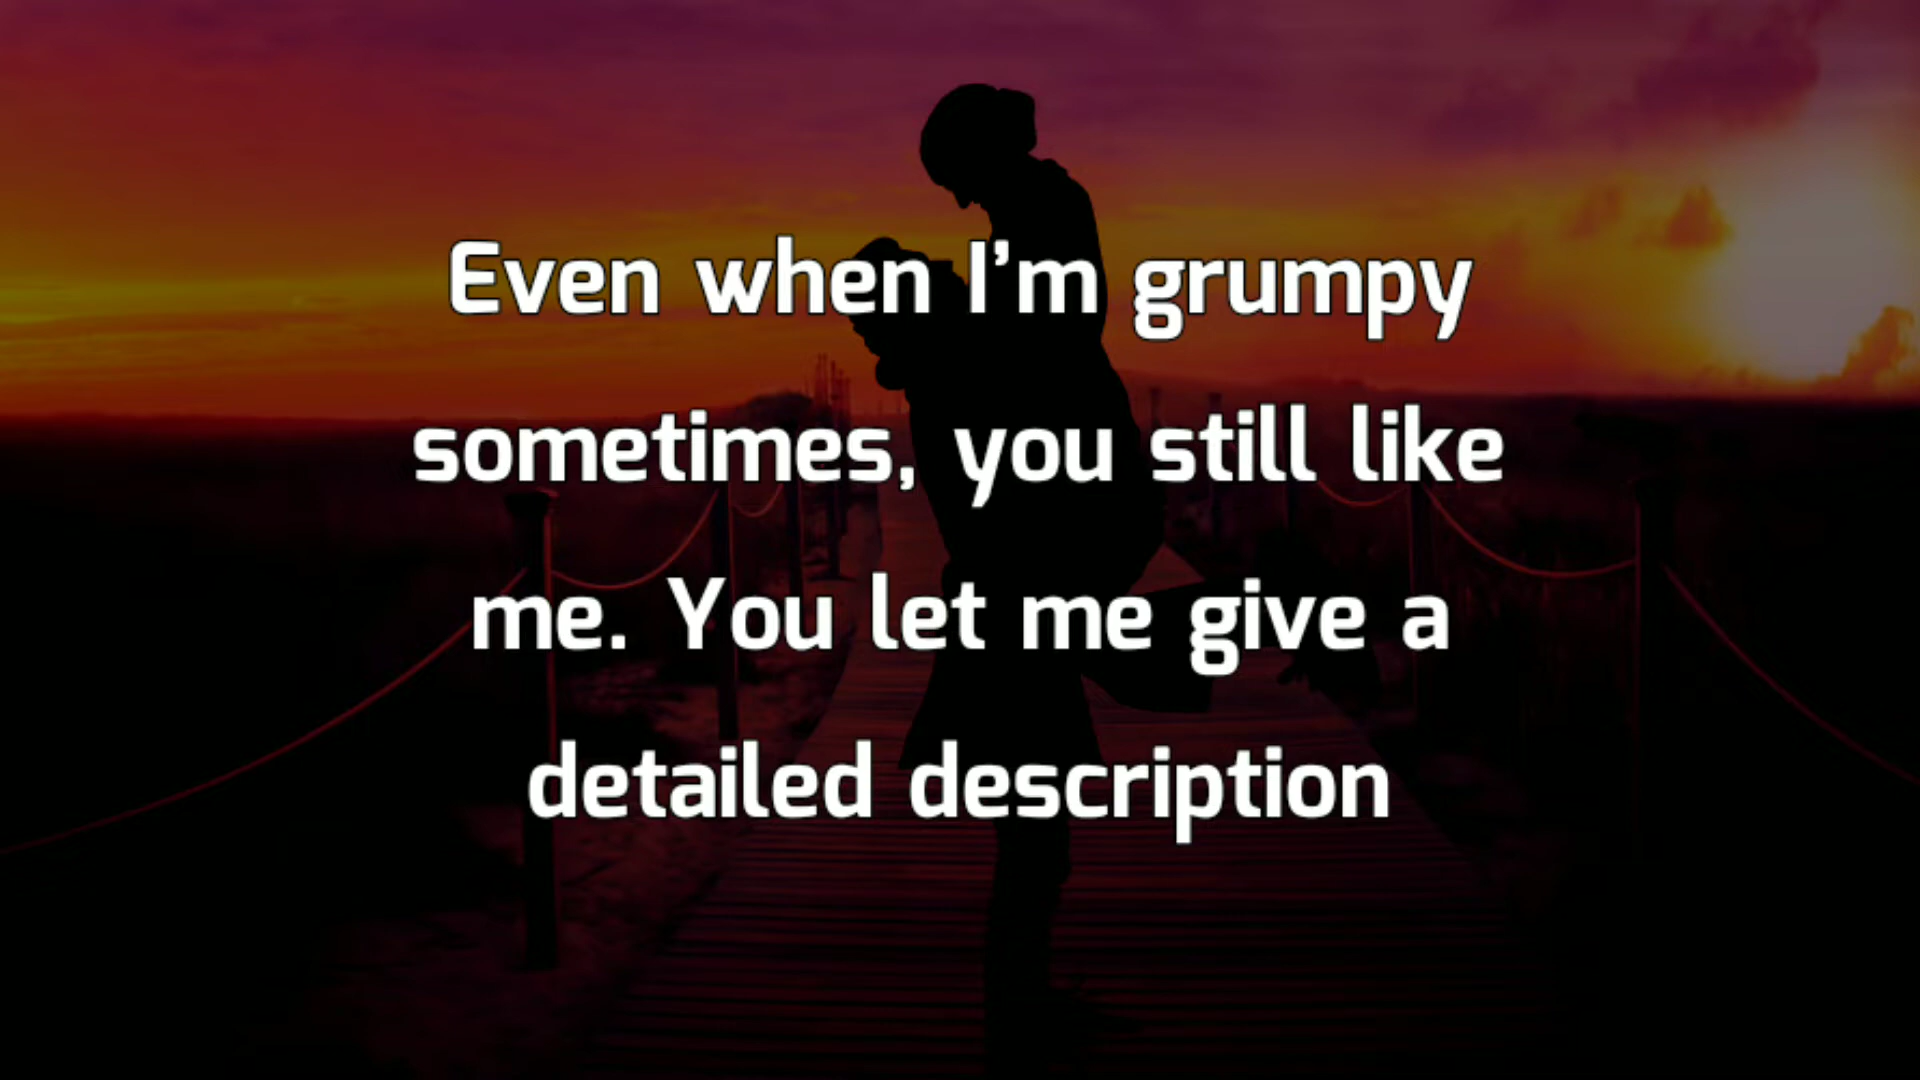 Even when I’m grumpy
sometimes, you still like
me. You let me give a
detailed description